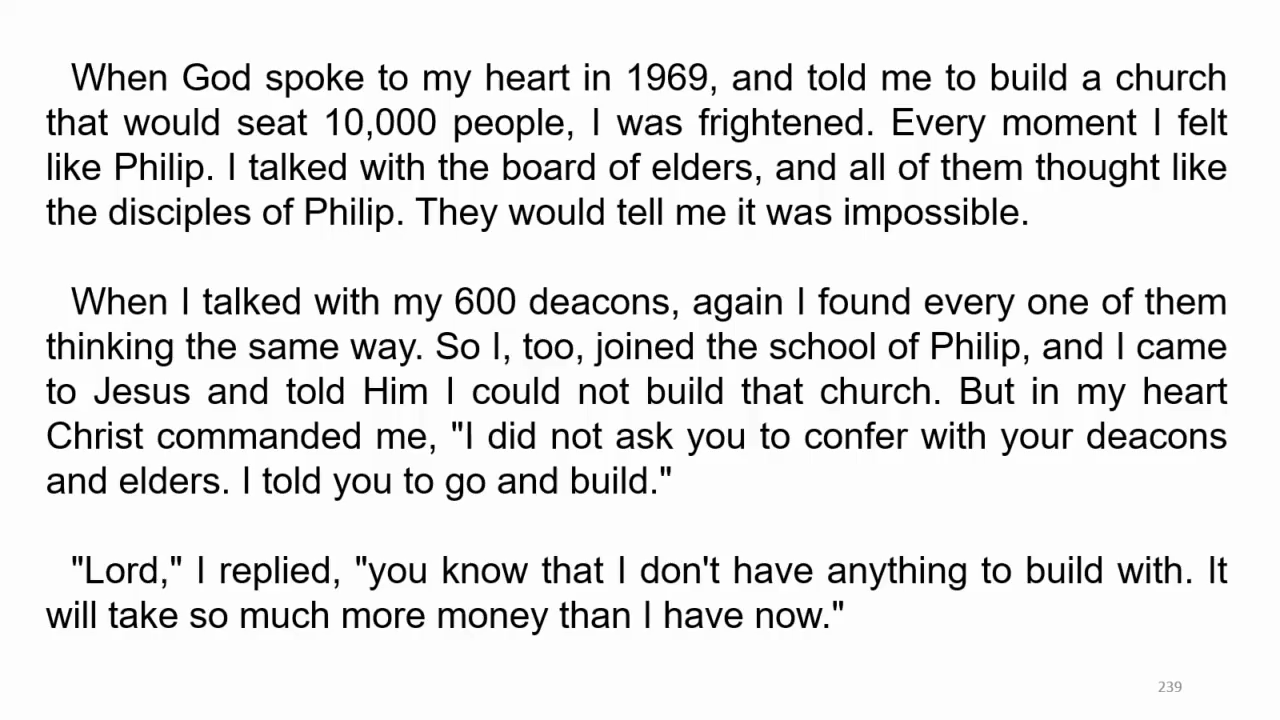 When God spoke to my heart in 1969, and told me to build a church
that would seat 10,000 people, I was frightened. Every moment I felt
like Philip. I talked with the board of elders, and all of them thought like
the disciples of Philip. They would tell me it was impossible.
When I talked with my 600 deacons, again I found every one of them
thinking the same way. So I, too, joined the school of Philip, and I came
to Jesus and told Him I could not build that church. But in my heart
Christ commanded me, "I did not ask you to confer with your deacons
and elders. I told you to go and build."
"Lord," I replied, "you know that I don't have anything to build with. It
will take so much more money than I have now."
239